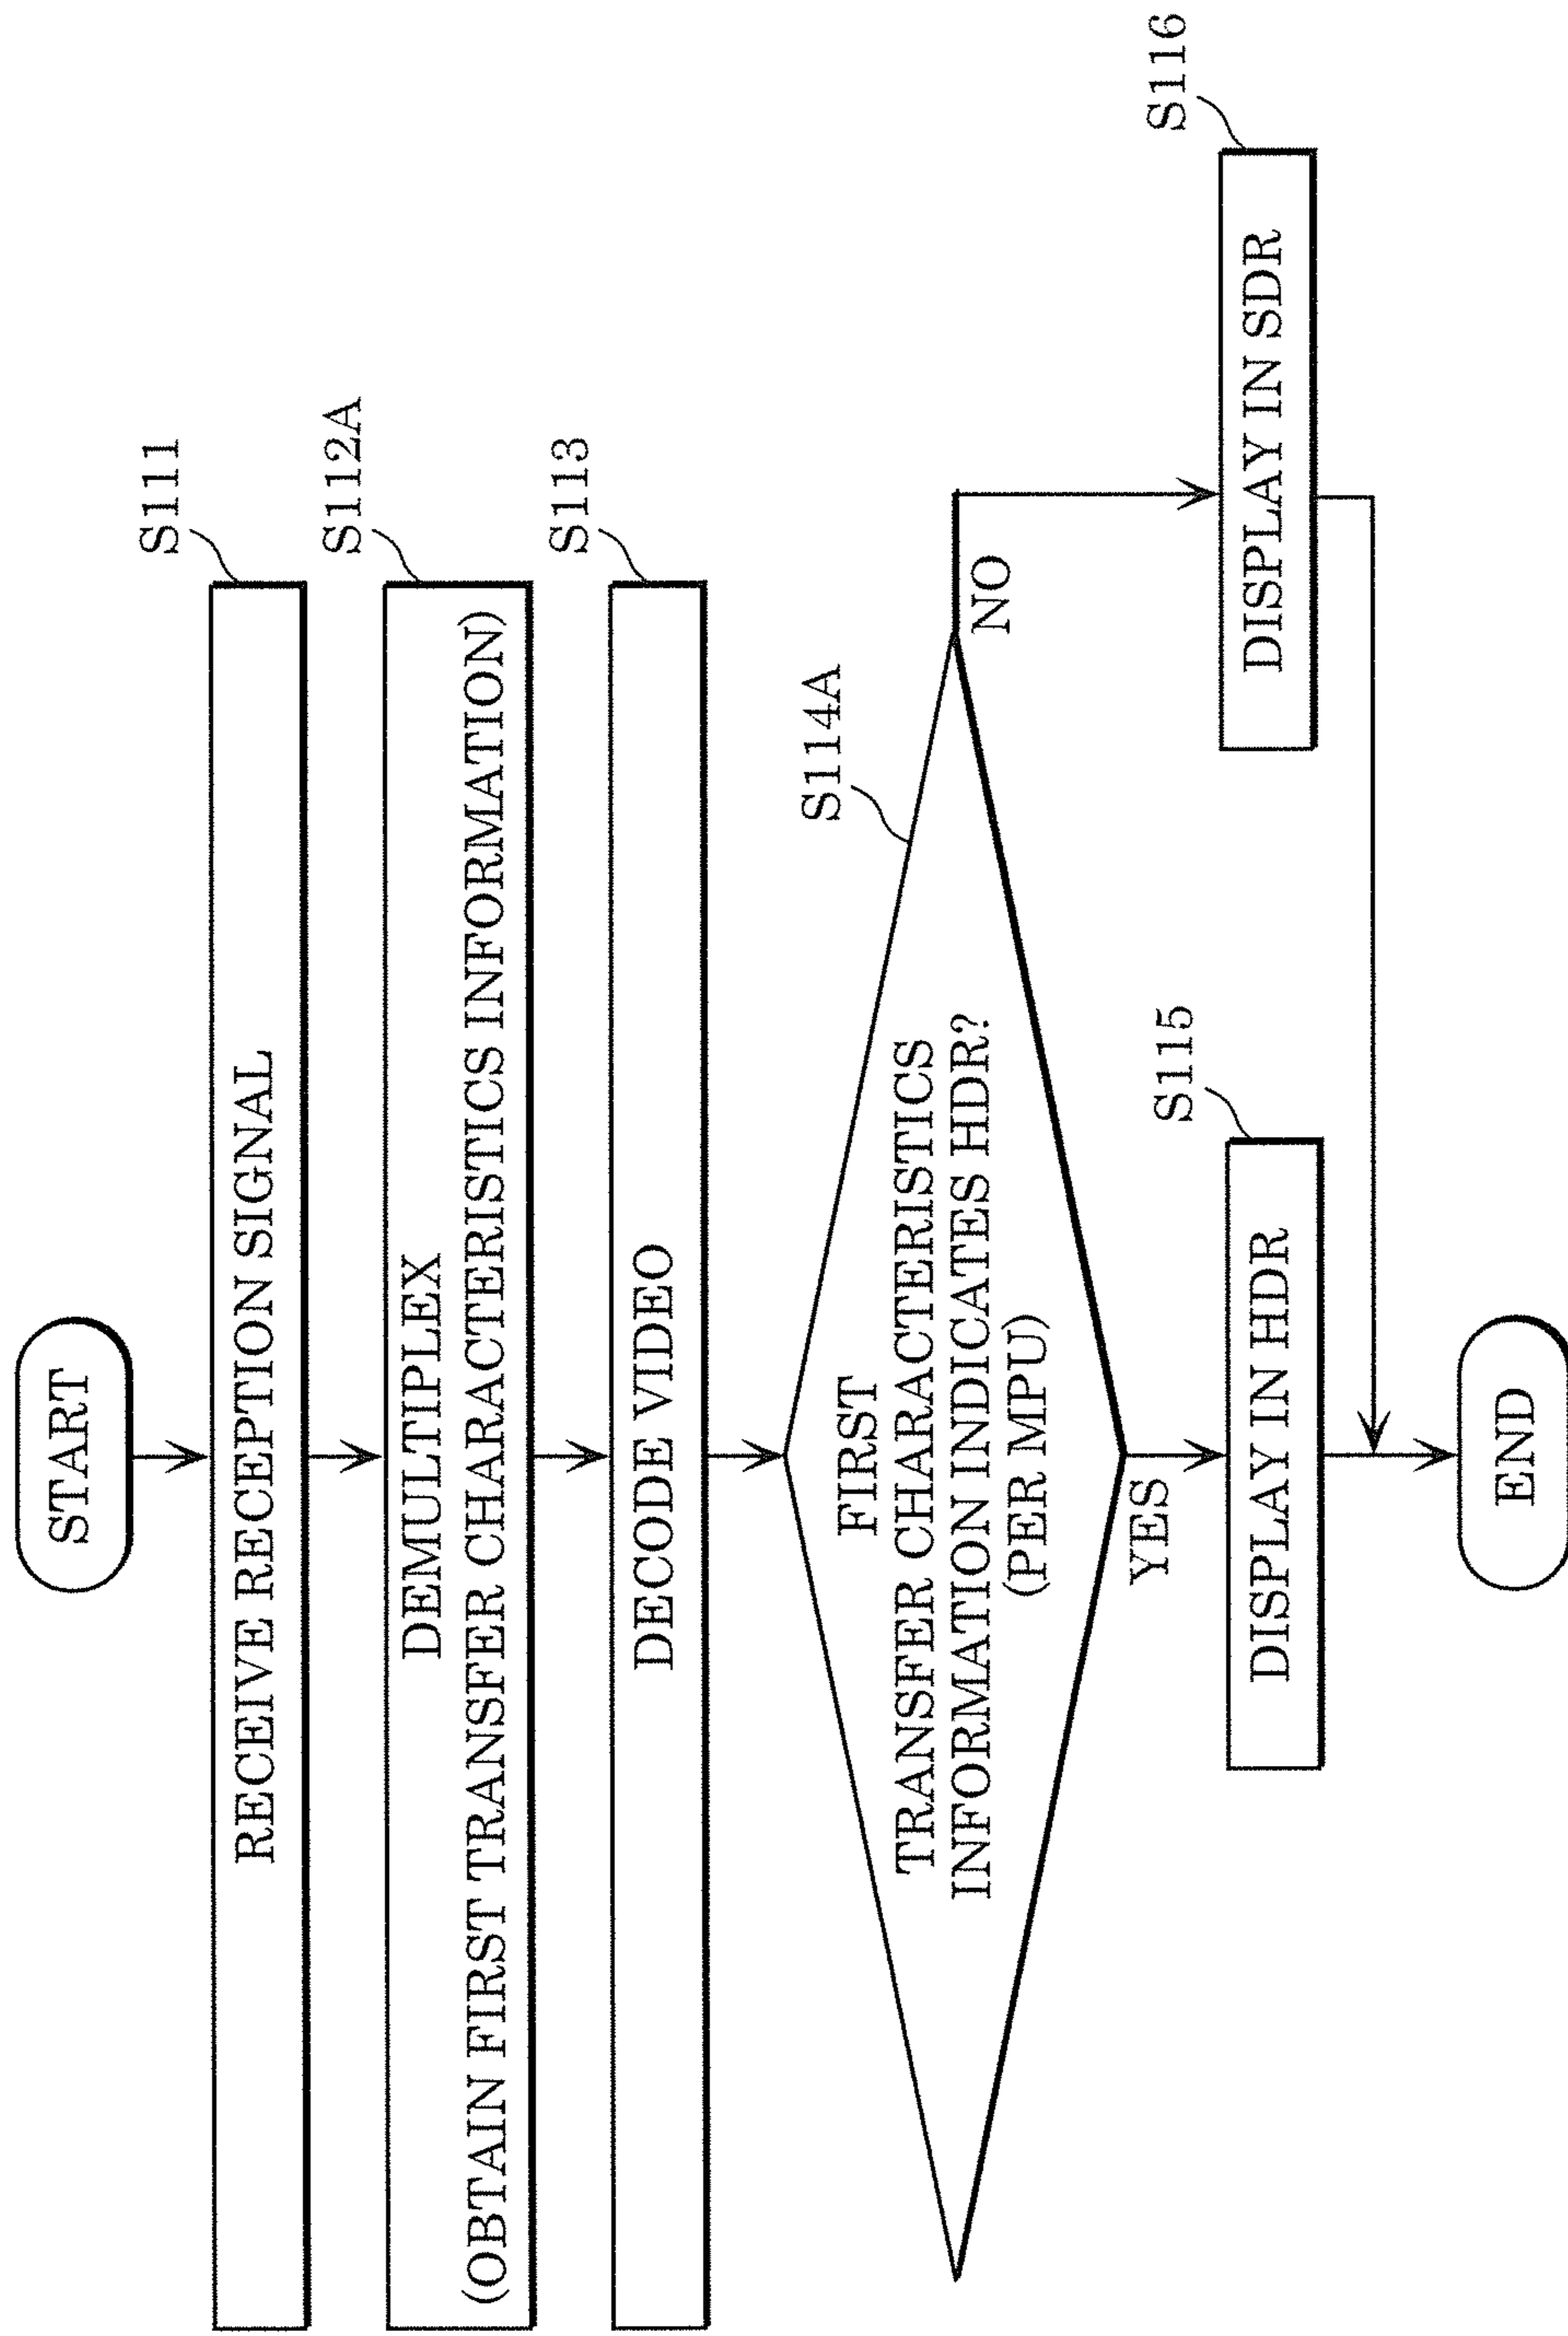 START
S111
RECEIVE RECEPTION SIGNAL
S112A
DEMULTIPLEX
(OBTAIN FIRST TRANSFER CHARACTERISTICS INFORMATION)
S113
DECODE VIDEO
S114A
FIRST
TRANSFER CHARACTERISTICS
INFORMATION INDICATES HDR?
(PER MPU)
NO
YES
S115
DISPLAY IN HDR
S116
DISPLAY IN SDR
END